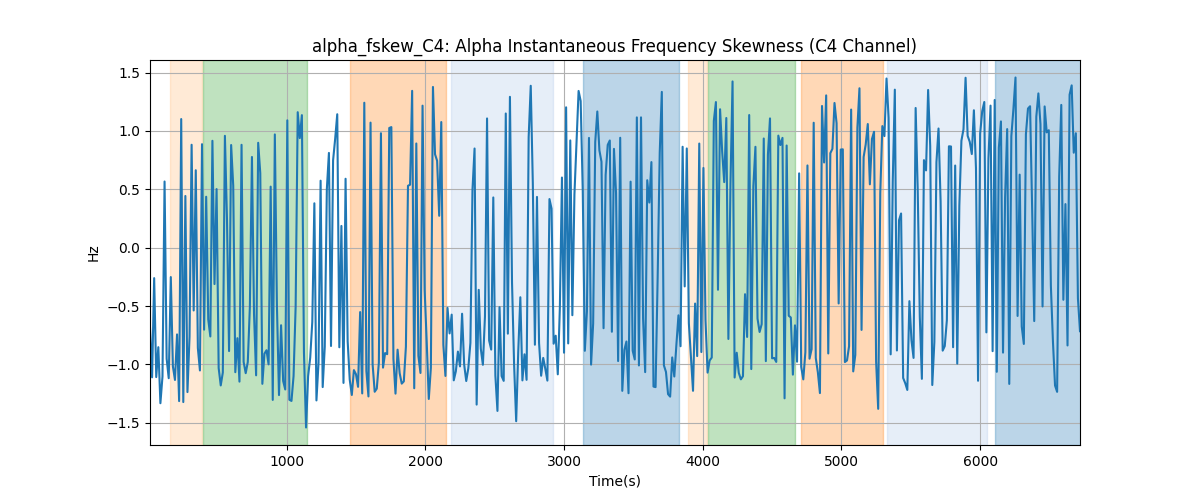 alpha_fskew_C4: Alpha Instantaneous Frequency Skewness (C4 Channel)
1.5
1.0
0.5
0.0
−0.5
−1.0
−1.5
Hz
1000 2000 3000 4000 5000 6000
Time(s)